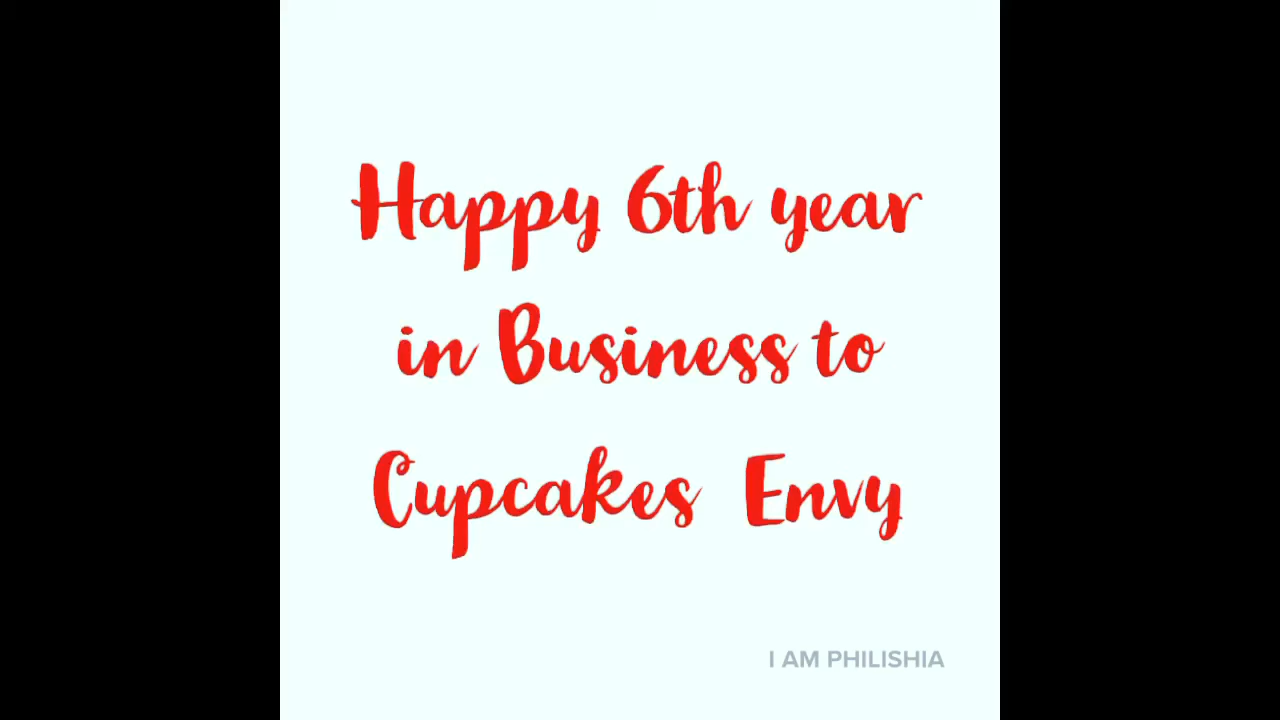 Happy 6th year
in Business to
Cupcakes Envy
I AM PHILISHIA